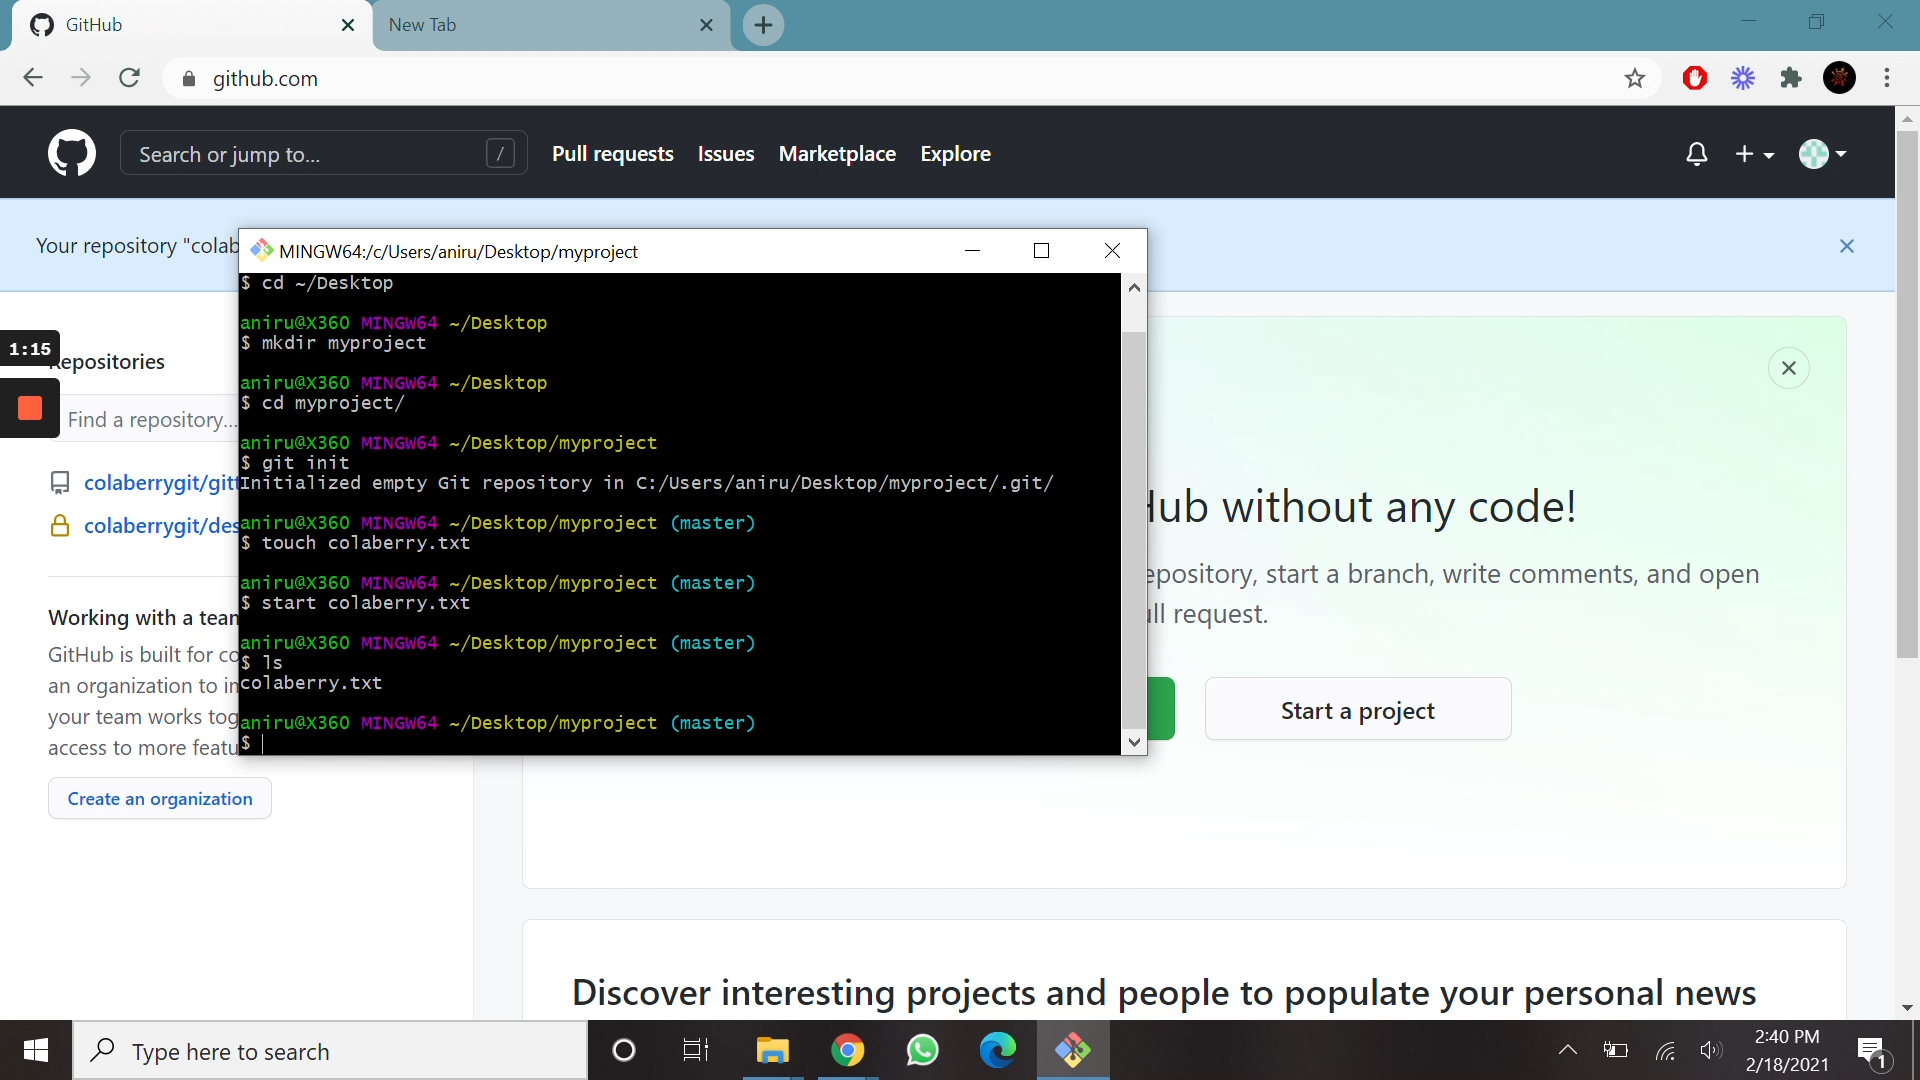 GitHub
New Tab
github.com
Search or jump to...
/
Pull requests
Issues
Marketplace
Explore
Your repository "colab
MINGW64:/c/Users/aniru/Desktop/myproject
$ cd ~/Desktop
aniru@X360 MINGW64 ~/Desktop
$ mkdir myproject
aniru@X360 MINGW64 ~/Desktop
$ cd myproject/
aniru@X360 MINGW64 ~/Desktop/myproject
$ git init
Initialized empty Git repository in C:/Users/aniru/Desktop/myproject/.git/
aniru@X360 MINGW64 ~/Desktop/myproject (master)
$ touch colaberry.txt
aniru@X360 MINGW64 ~/Desktop/myproject (master)
$ start colaberry.txt
aniru@X360 MINGW64 ~/Desktop/myproject (master)
$ ls
colaberry.txt
aniru@X360 MINGW64 ~/Desktop/myproject (master)
$
1:15
epositories
Find a repository...
colaberrygit/gitt
colaberrygit/des
Working with a team
GitHub is built for co
an organization to in
your team works tog
access to more featu
Create an organization
Hub without any code!
epository, start a branch, write comments, and open
ll request.
Start a project
Discover interesting projects and people to populate your personal news
Type here to search
2:40 PM
2/18/2021
1